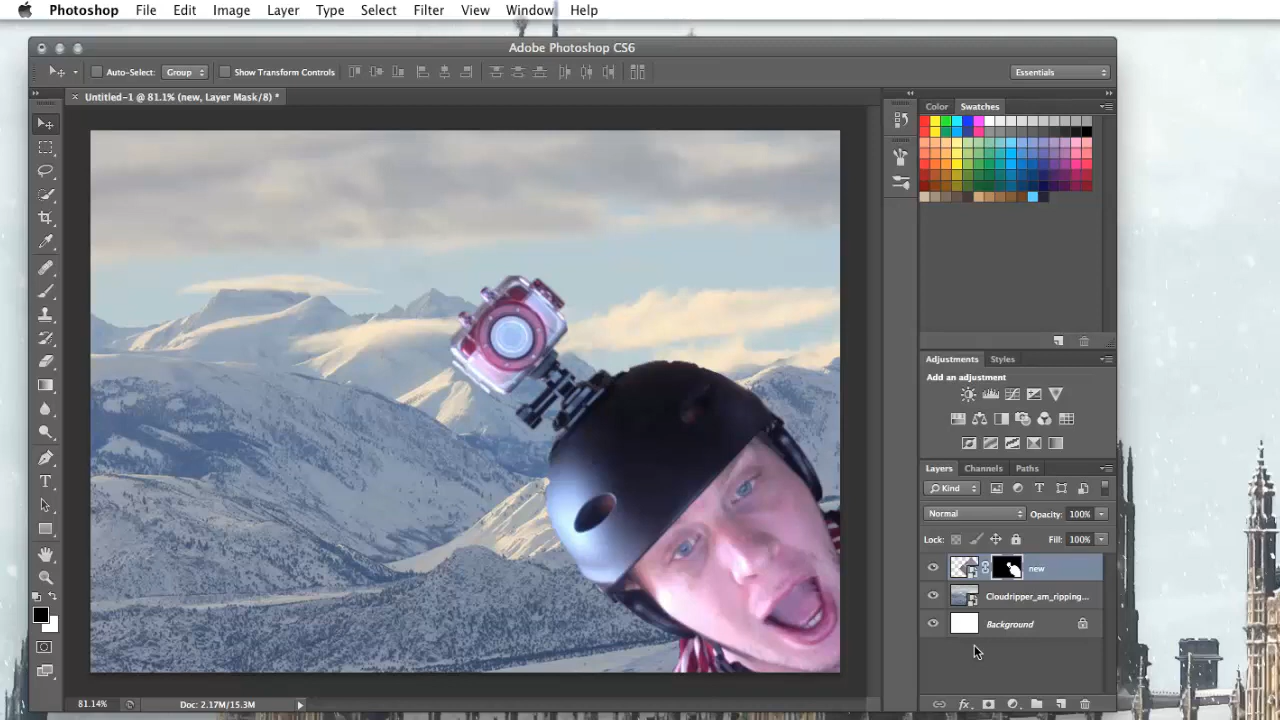 Photoshop File Edit Image Layer Type Select Filter View Window Help
Adobe Photoshop CS6
Auto-Select: Group Show Transform Controls Essentials
Untitled-1 @ 81.1% (new, Layer Mask/8) *
Color Swatches
Adjustments Styles
Add an adjustment
Layers Channels Paths
Kind
Normal Opacity: 100%
Lock: Fill: 100%
new
Cloudripper_am_ripping...
Background
81.14% Doc: 2.17M/15.3M
fx